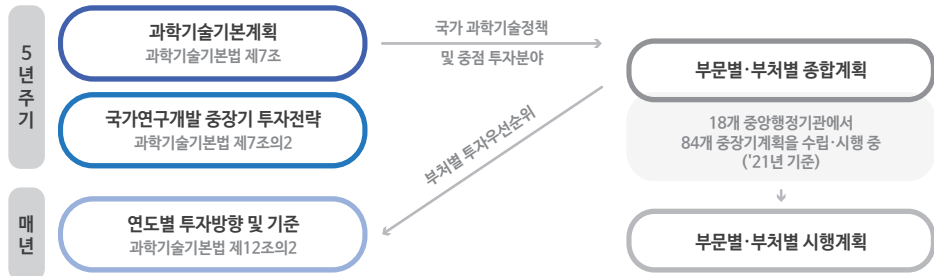 5년주기
과학기술기본계획
과학기술기본법 제7조
국가연구개발 중장기 투자전략
과학기술기본법 제7조의2
국가 과학기술정책
및 중점 투자분야
부처별 투자우선순위
부문별·부처별 종합계획
18개 중앙행정기관에서
84개 중장기계획을 수립·시행 중
('21년 기준)
매년
연도별 투자방향 및 기준
과학기술기본법 제12조의2
부문별·부처별 시행계획